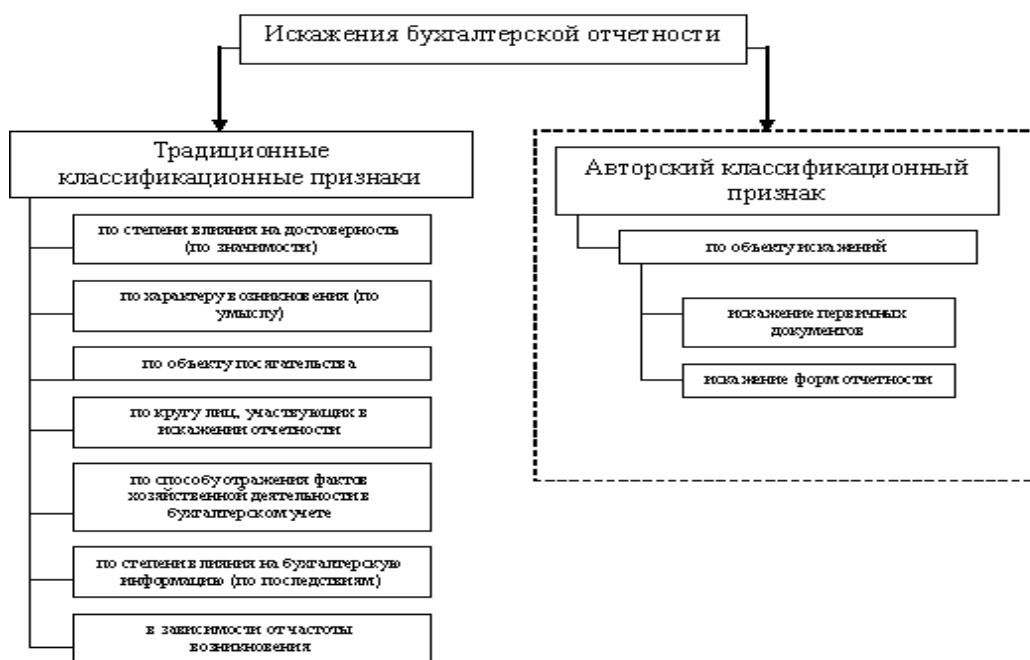 Искажения бухгалтерской отчетности
Традиционные
классификационные признаки
по степени влияния на достоверность
(по значимости)
по характеру возникновения (по
умыслу)
по объекту посягательства
по кругу лиц, участвующих в
искажении отчетности
по способу отражения фактов
хозяйственной деятельности в
бухгалтерском учете
по степени влияния на бухгалтерскую
информацию (по последствиям)
в зависимости от частоты
возникновения
Авторский классификационный
признак
по объекту искажений
искажение первичных
документов
искажение форм отчетности